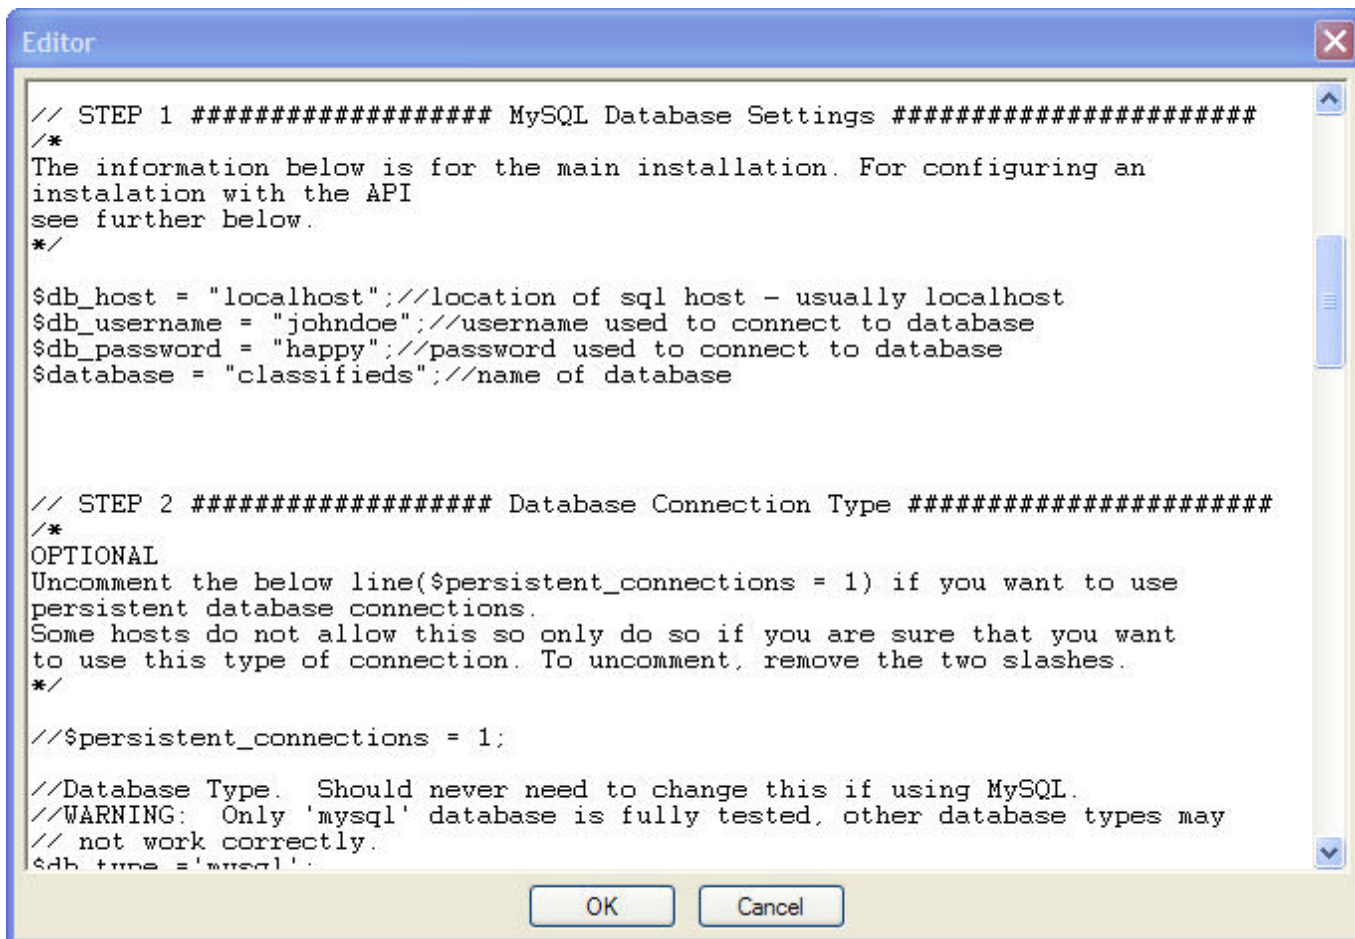 Editor
// STEP 1 ################### MySQL Database Settings #######################
/*
The information below is for the main installation. For configuring an
instalation with the API
see further below.
*/
$db_host = "localhost";//location of sql host – usually localhost
$db_username = "johndoe";//username used to connect to database
$db_password = "happy";//password used to connect to database
$database = "classifieds";//name of database
// STEP 2 ################### Database Connection Type #######################
/*
OPTIONAL
Uncomment the below line($persistent_connections = 1) if you want to use
persistent database connections.
Some hosts do not allow this so only do so if you are sure that you want
to use this type of connection. To uncomment, remove the two slashes.
*/
//$persistent_connections = 1;
//Database Type.  Should never need to change this if using MySQL.
//WARNING:  Only 'mysql' database is fully tested, other database types may
// not work correctly.
$db_type ='mysql';
OK
Cancel